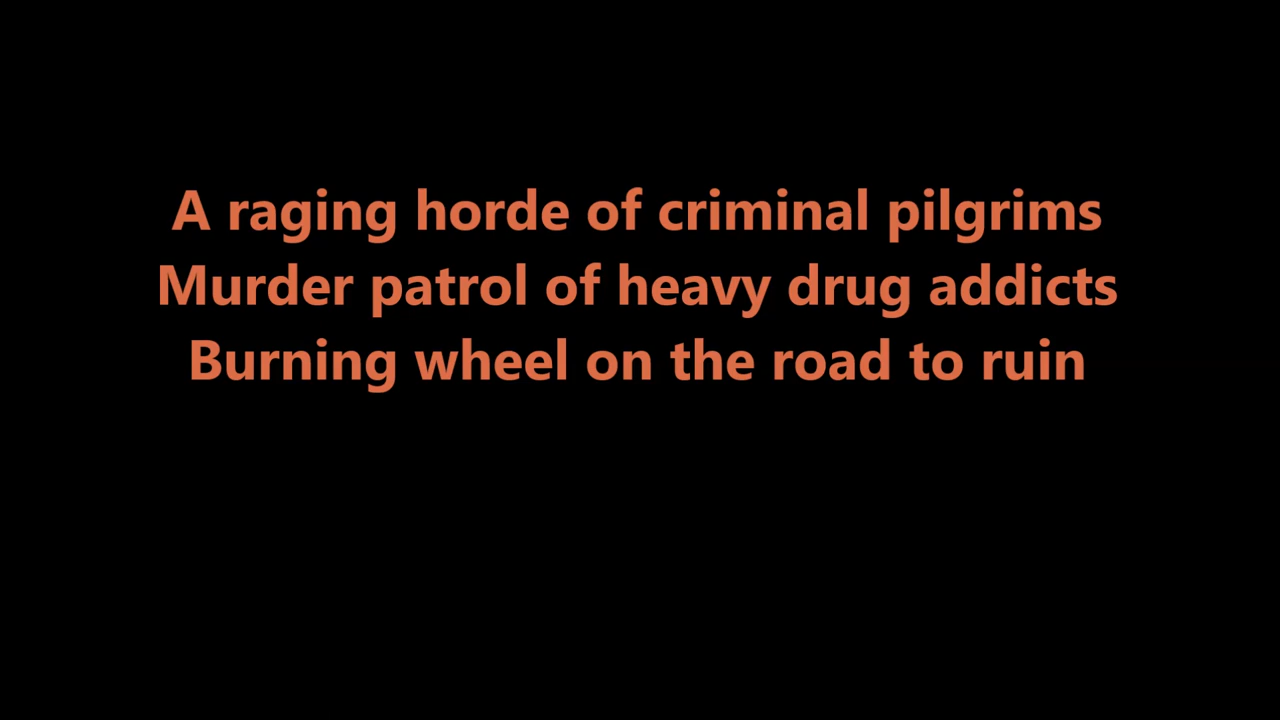 A raging horde of criminal pilgrims
Murder patrol of heavy drug addicts
Burning wheel on the road to ruin